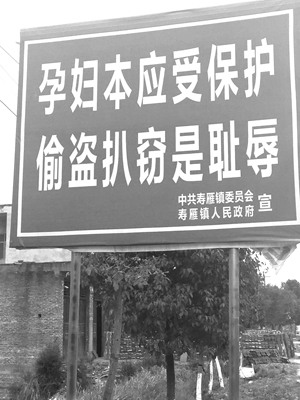 孕妇本应受保护
偷盗扒窃是耻辱
中共寿雁镇委员会
寿雁镇人民政府 宣